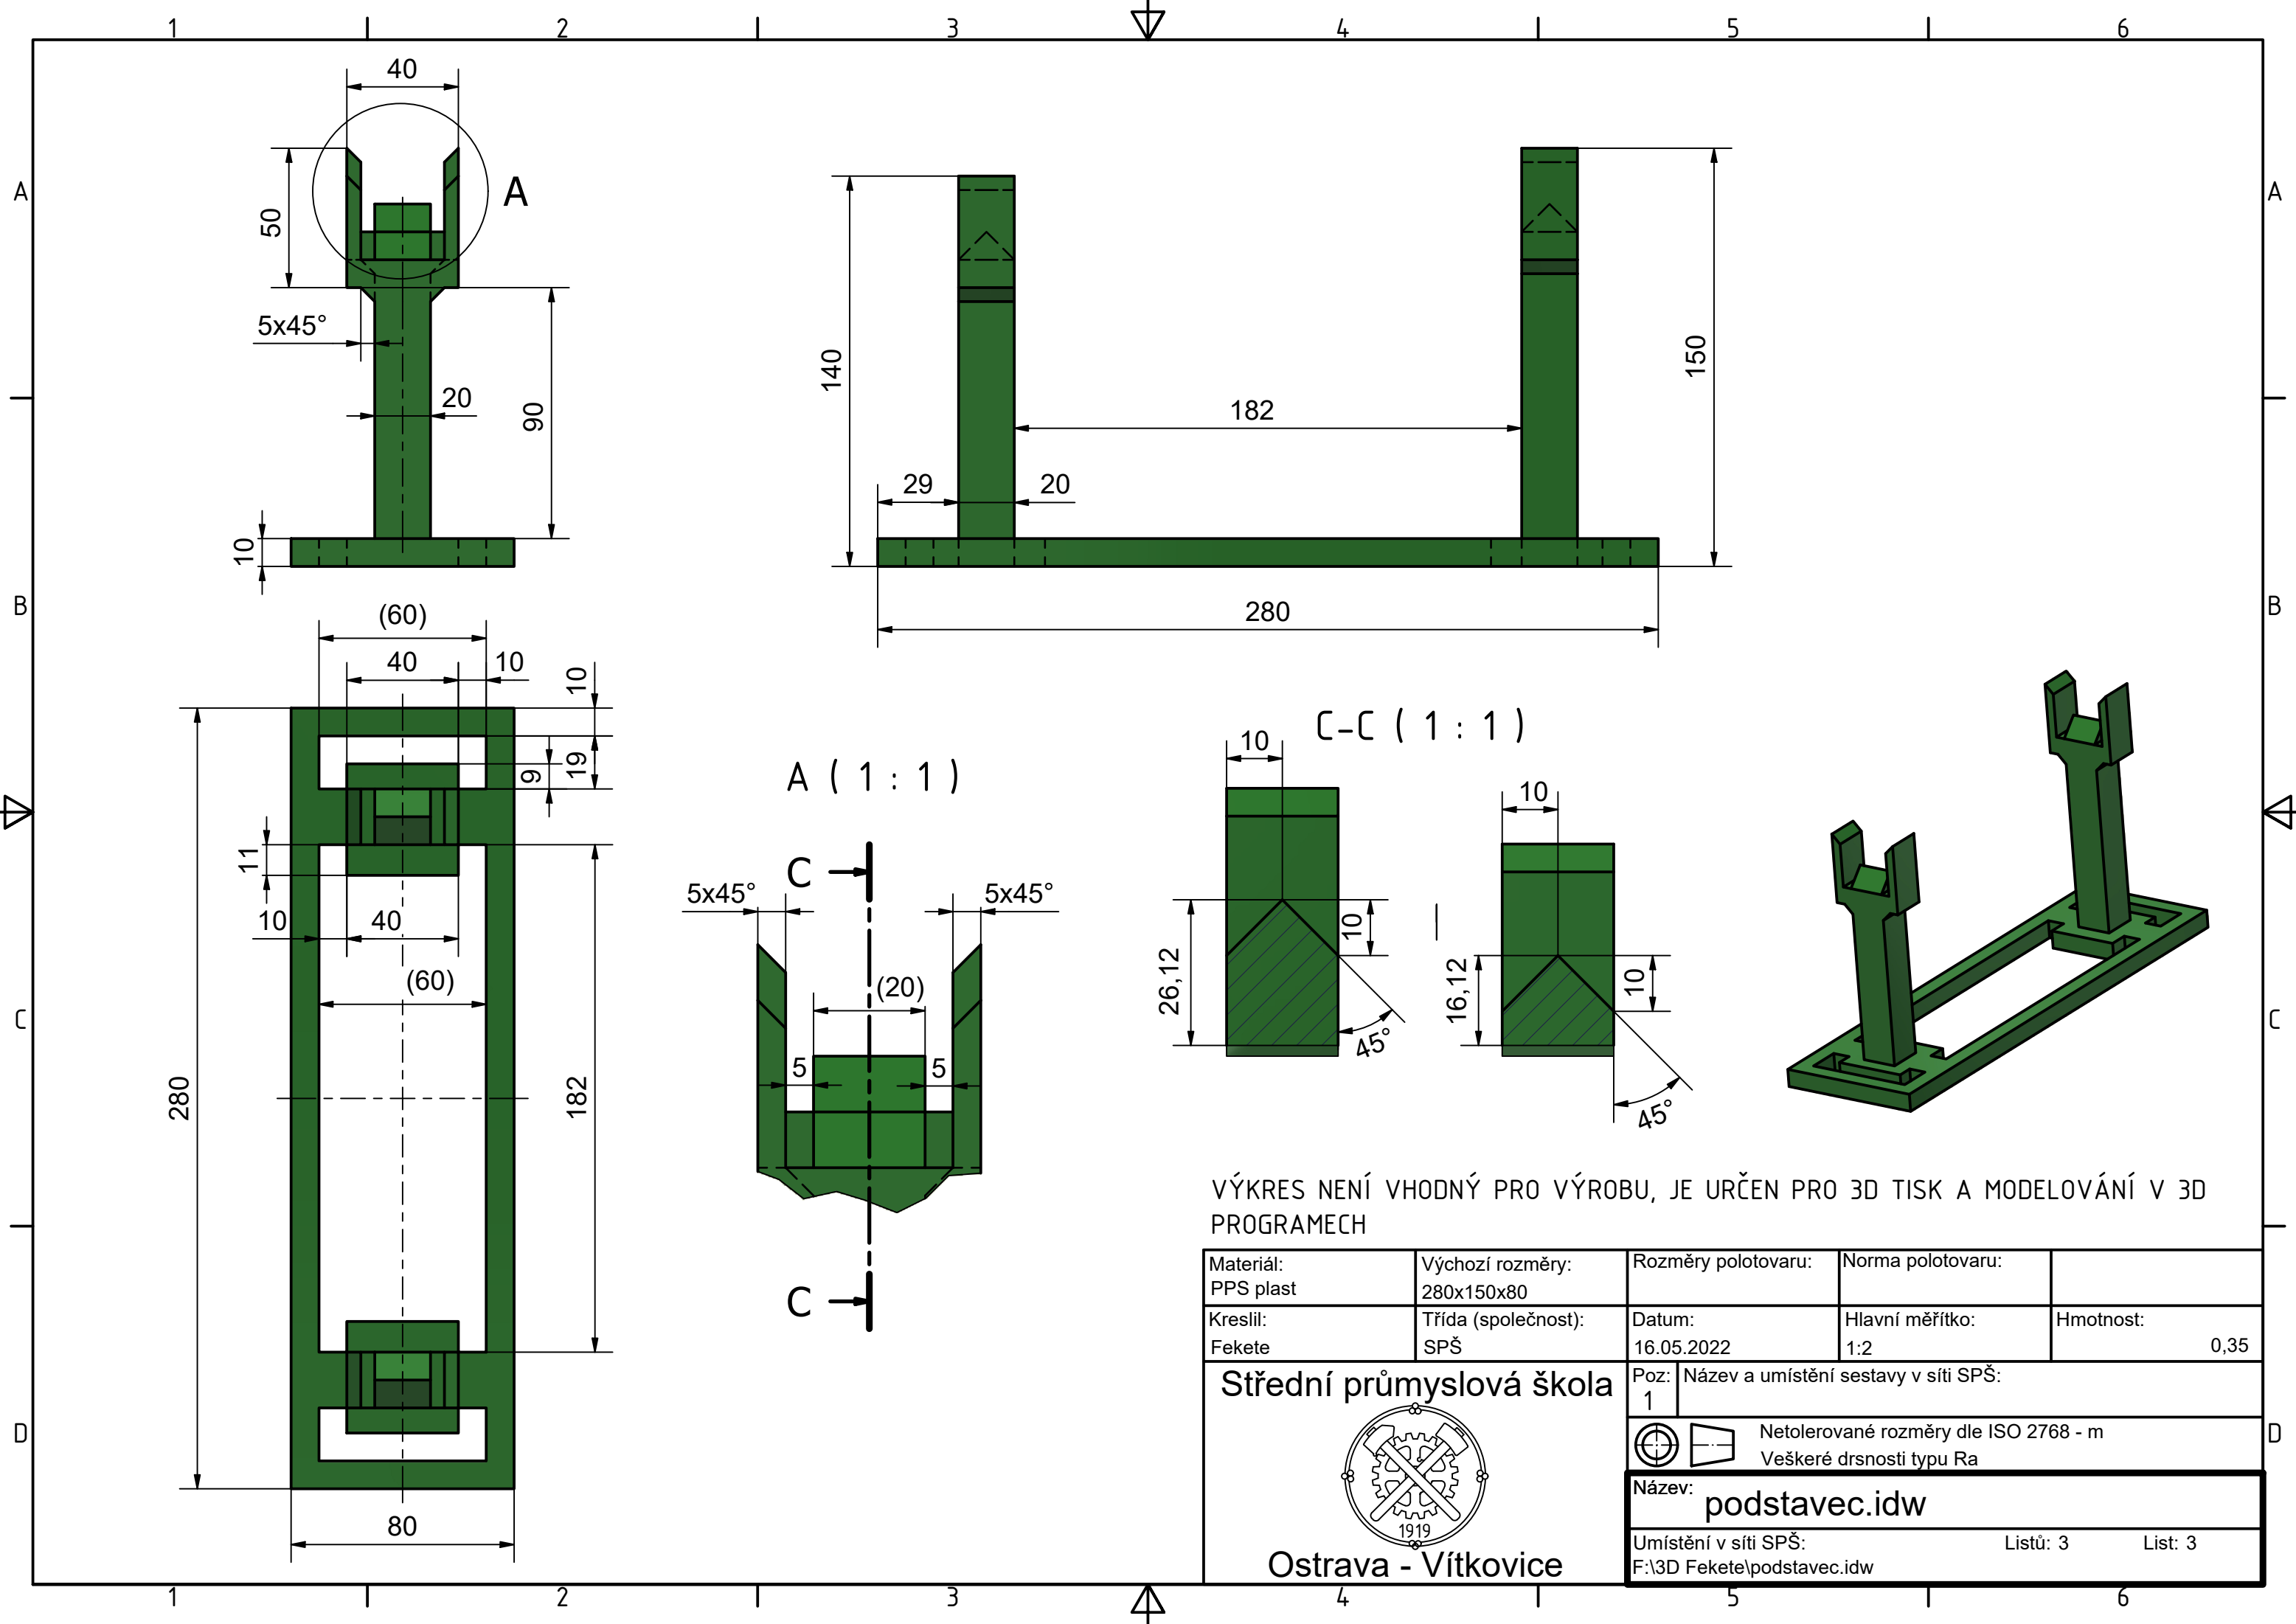 1 2 3 4 5 6
A A
B B
C C
D D
40
50
A
5x45°
20
90
10
140
150
182
29 20
280
(60)
40 10
10
19
9
11
10 40
(60)
280
182
80
A ( 1 : 1 )
C
5x45° 5x45°
(20)
5 5
C
C-C ( 1 : 1 )
10
10
26,12
10
45°
16,12
10
45°
VÝKRES NENÍ VHODNÝ PRO VÝROBU, JE URČEN PRO 3D TISK A MODELOVÁNÍ V 3D
PROGRAMECH
Materiál: Výchozí rozměry: Rozměry polotovaru: Norma polotovaru:
PPS plast 280x150x80
Kreslil: Třída (společnost): Datum: Hlavní měřítko: Hmotnost:
Fekete SPŠ 16.05.2022 1:2 0,35
Střední průmyslová škola
1919
Ostrava - Vítkovice
Poz: Název a umístění sestavy v síti SPŠ:
1
Netolerované rozměry dle ISO 2768 - m
Veškeré drsnosti typu Ra
Název: podstavec.idw
Umístění v síti SPŠ: Listů: 3 List: 3
F:\3D Fekete\podstavec.idw
1 2 3 4 5 6